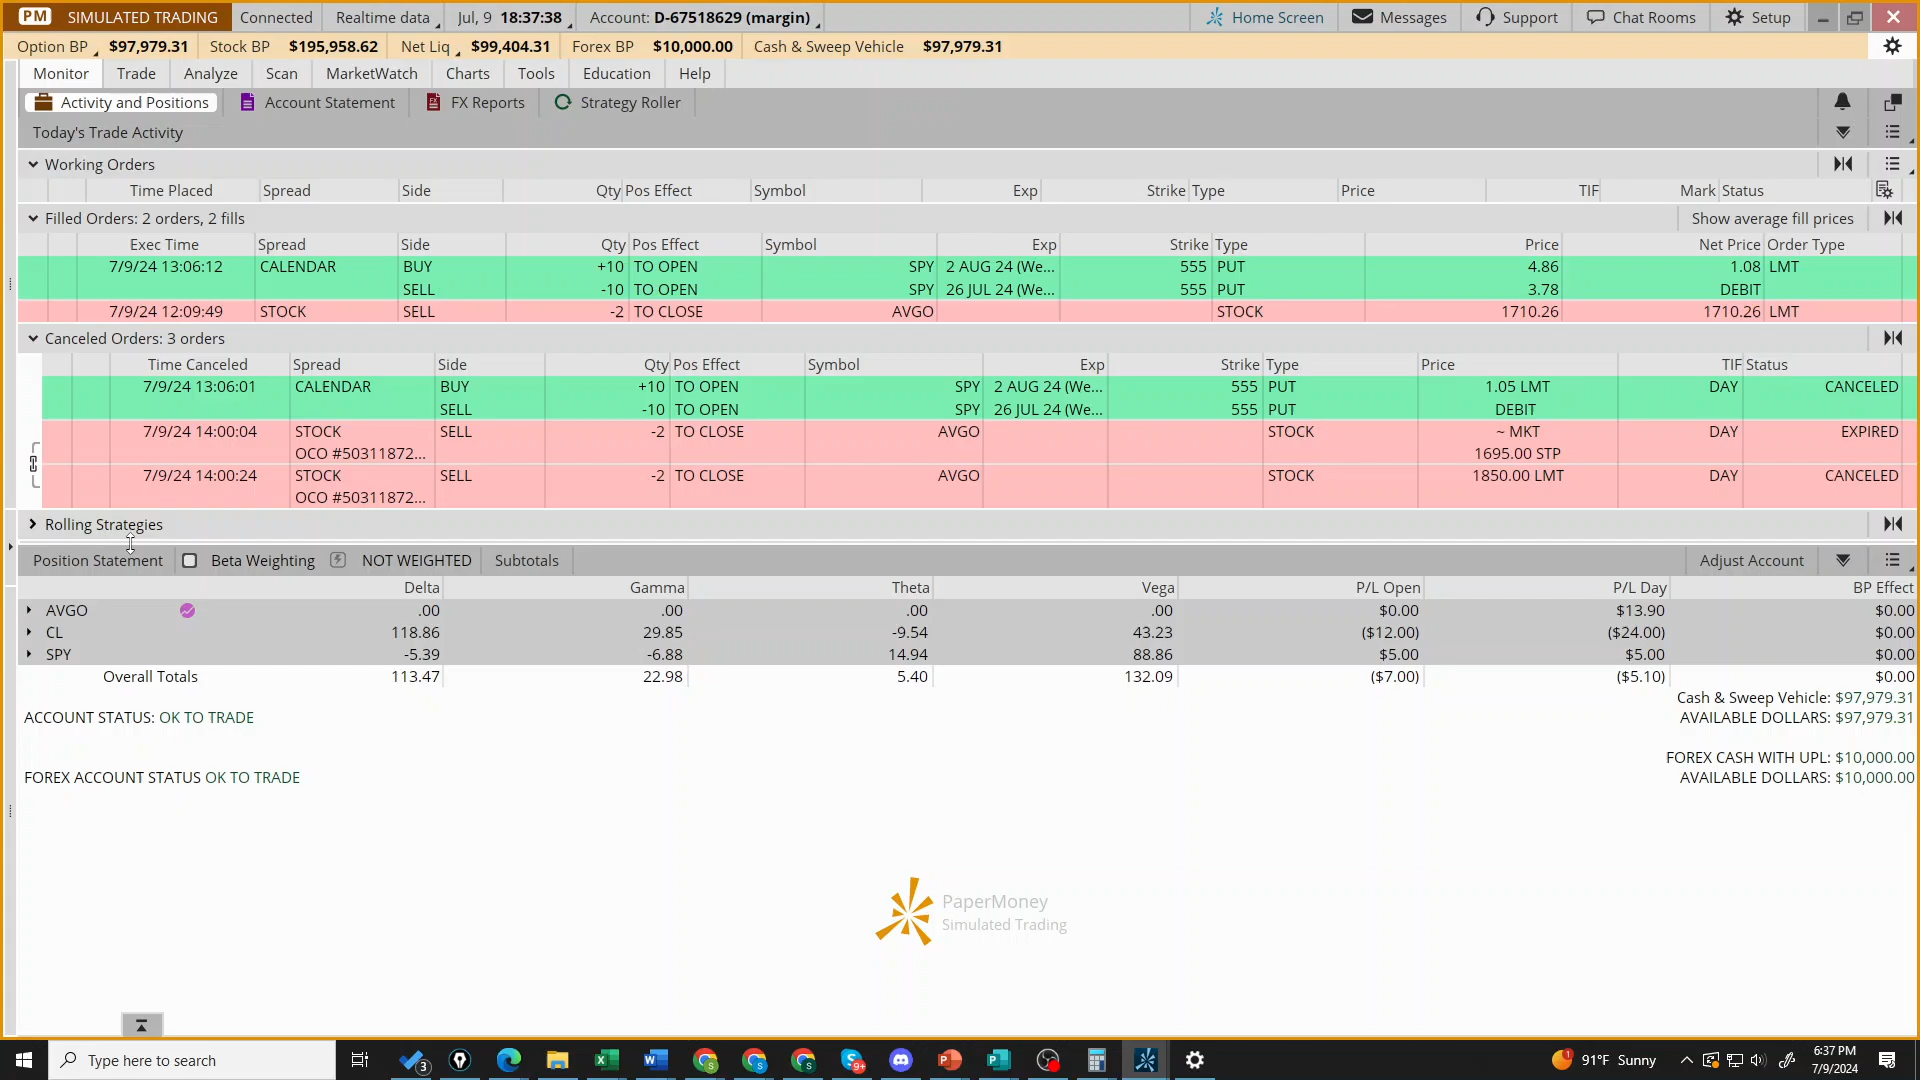 PM SIMULATED TRADING Connected Realtime data Jul, 9 18:37:38 Account: D-67518629 (margin) Home Screen Messages Support Chat Rooms Setup
Option BP $97,979.31 Stock BP $195,958.62 Net Liq $99,404.31 Forex BP $10,000.00 Cash & Sweep Vehicle $97,979.31
Monitor Trade Analyze Scan MarketWatch Charts Tools Education Help
Activity and Positions Account Statement FX Reports Strategy Roller
Today's Trade Activity
Working Orders
Time Placed Spread Side Qty Pos Effect Symbol Exp Strike Type Price TIF Mark Status
Filled Orders: 2 orders, 2 fills Show average fill prices
Exec Time Spread Side Qty Pos Effect Symbol Exp Strike Type Price Net Price Order Type
7/9/24 13:06:12 CALENDAR BUY +10 TO OPEN SPY 2 AUG 24 (We... 555 PUT 4.86 1.08 LMT
SELL -10 TO OPEN SPY 26 JUL 24 (We... 555 PUT 3.78 DEBIT
7/9/24 12:09:49 STOCK SELL -2 TO CLOSE AVGO STOCK 1710.26 1710.26 LMT
Canceled Orders: 3 orders
Time Canceled Spread Side Qty Pos Effect Symbol Exp Strike Type Price TIF Status
7/9/24 13:06:01 CALENDAR BUY +10 TO OPEN SPY 2 AUG 24 (We... 555 PUT 1.05 LMT DAY CANCELED
SELL -10 TO OPEN SPY 26 JUL 24 (We... 555 PUT DEBIT
7/9/24 14:00:04 STOCK SELL -2 TO CLOSE AVGO STOCK ~ MKT DAY EXPIRED
OCO #50311872... 1695.00 STP
7/9/24 14:00:24 STOCK SELL -2 TO CLOSE AVGO STOCK 1850.00 LMT DAY CANCELED
OCO #50311872...
Rolling Strategies
Position Statement Beta Weighting NOT WEIGHTED Subtotals Adjust Account
Delta Gamma Theta Vega P/L Open P/L Day BP Effect
AVGO .00 .00 .00 .00 $0.00 $13.90 $0.00
CL 118.86 29.85 -9.54 43.23 ($12.00) ($24.00) $0.00
SPY -5.39 -6.88 14.94 88.86 $5.00 $5.00 $0.00
Overall Totals 113.47 22.98 5.40 132.09 ($7.00) ($5.10) $0.00
Cash & Sweep Vehicle: $97,979.31
ACCOUNT STATUS: OK TO TRADE AVAILABLE DOLLARS: $97,979.31
FOREX CASH WITH UPL: $10,000.00
FOREX ACCOUNT STATUS OK TO TRADE AVAILABLE DOLLARS: $10,000.00
PaperMoney
Simulated Trading
Type here to search 3 9+ 1 91°F Sunny 6:37 PM
7/9/2024